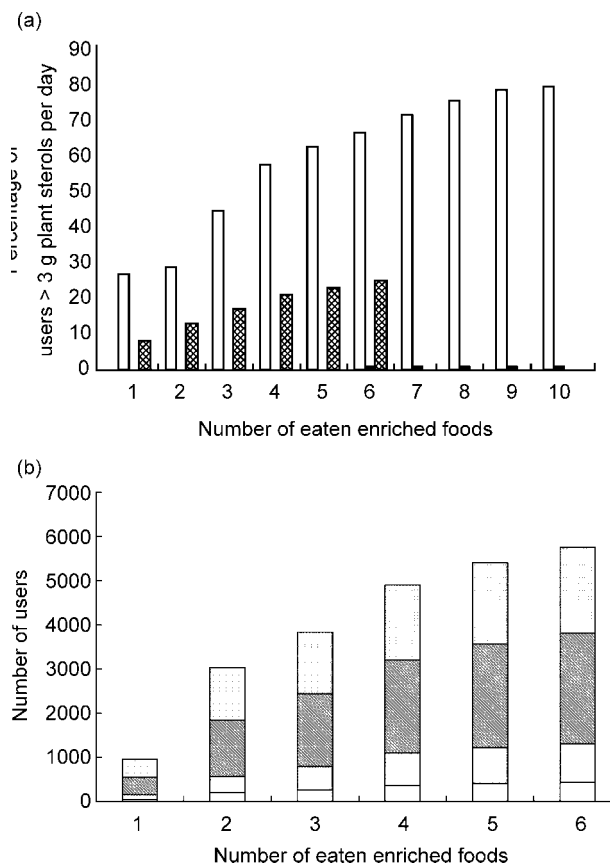 (a)
users > 3 g plant sterols per day
90
80
70
60
50
40
30
20
10
0
1 2 3 4 5 6 7 8 9 10
Number of eaten enriched foods
(b)
Number of users
7000
6000
5000
4000
3000
2000
1000
0
1 2 3 4 5 6
Number of eaten enriched foods